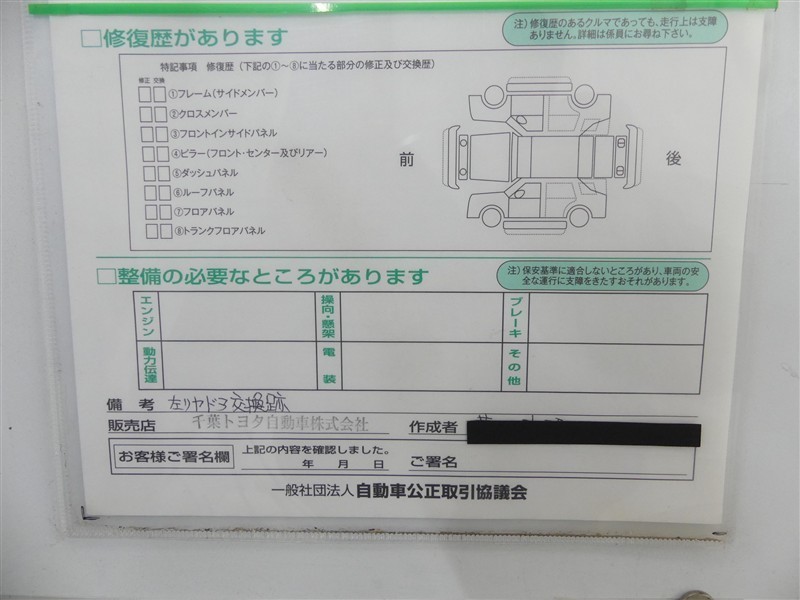 □修復歴があります
注）修復歴のあるクルマであっても、走行上は支障
ありません。詳細は係員にお尋ね下さい。
特記事項 修復歴（下記の①～⑧に当たる部分の修正及び交換歴）
修正 交換
①フレーム（サイドメンバー）
②クロスメンバー
③フロントインサイドパネル
④ピラー（フロント・センター及びリアー）
⑤ダッシュパネル
⑥ルーフパネル
⑦フロアパネル
⑧トランクフロアパネル
前
後
□整備の必要なところがあります
注）保安基準に適合しないところがあり、車両の安
全な運行に支障をきたすおそれがあります。
エンジン
操向・懸架
ブレーキ
動力伝達
電装
その他
備考 左リヤドア交換跡
販売店 千葉トヨタ自動車株式会社 作成者
お客様ご署名欄
上記の内容を確認しました。
年 月 日 ご署名
一般社団法人 自動車公正取引協議会